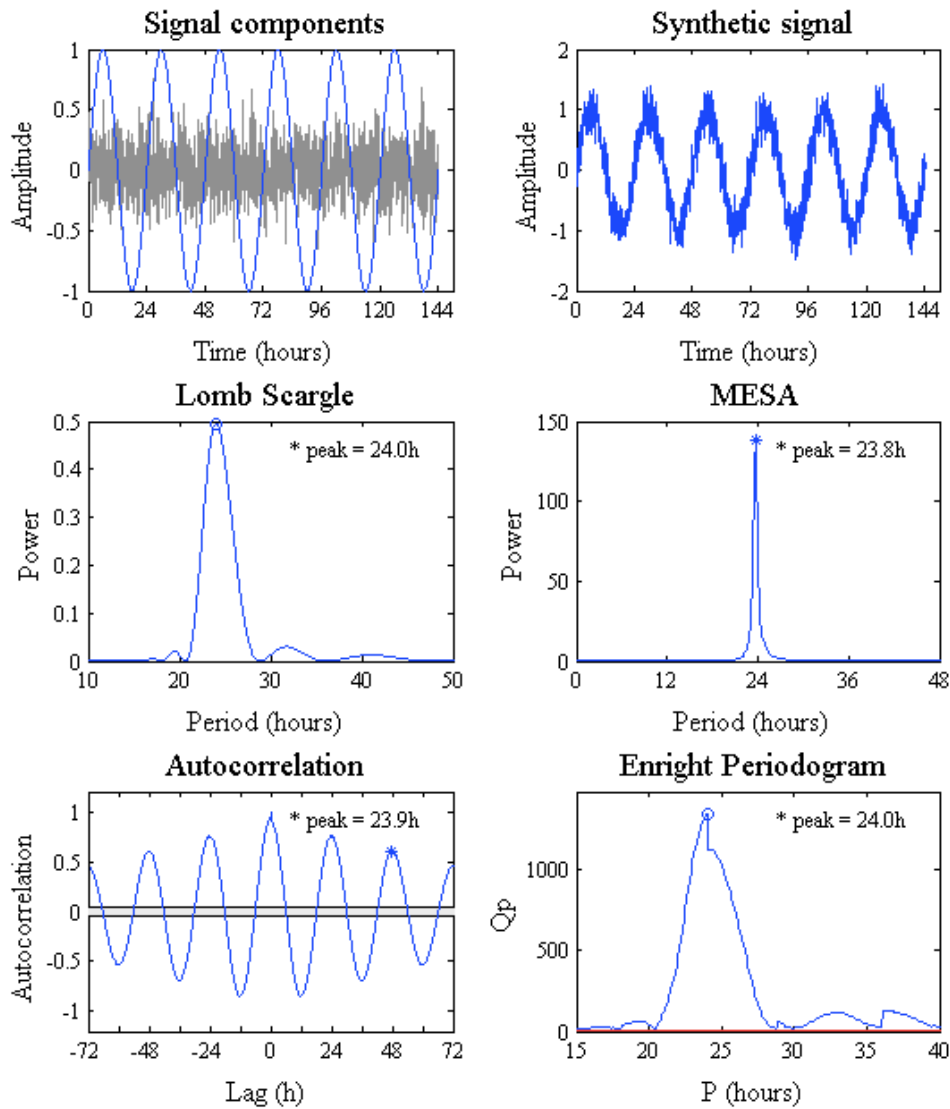 Signal components
1
0.5
0
-0.5
-1
Amplitude
0 24 48 72 96 120 144
Time (hours)
Synthetic signal
2
1
0
-1
-2
Amplitude
0 24 48 72 96 120 144
Time (hours)
Lomb Scargle
* peak = 24.0h
0.5
0.4
0.3
0.2
0.1
0
Power
10 20 30 40 50
Period (hours)
MESA
* peak = 23.8h
150
100
50
0
Power
0 12 24 36 48
Period (hours)
Autocorrelation
* peak = 23.9h
1
0.5
0
-0.5
-1
Autocorrelation
-72 -48 -24 0 24 48 72
Lag (h)
Enright Periodogram
* peak = 24.0h
1000
500
0
Qp
15 20 25 30 35 40
P (hours)